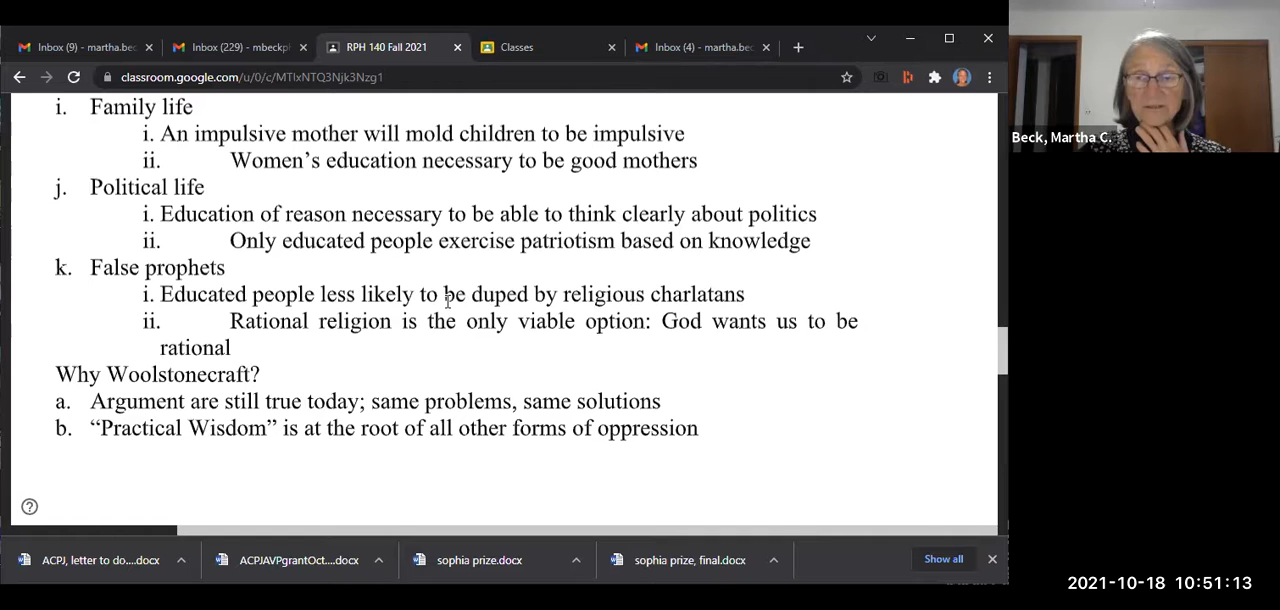 Inbox (9) - martha.bec
Inbox (229) - mbeckpl
RPH 140 Fall 2021
Classes
Inbox (4) - martha.bec
classroom.google.com/u/0/c/MTIxNTQ3Njk3Nzg1
i. Family life
i. An impulsive mother will mold children to be impulsive
ii. Women's education necessary to be good mothers
j. Political life
i. Education of reason necessary to be able to think clearly about politics
ii. Only educated people exercise patriotism based on knowledge
k. False prophets
i. Educated people less likely to be duped by religious charlatans
ii. Rational religion is the only viable option: God wants us to be
rational
Why Woolstonecraft?
a. Argument are still true today; same problems, same solutions
b. “Practical Wisdom” is at the root of all other forms of oppression
ACPJ, letter to do....docx
ACPJAVPgrantOct....docx
sophia prize.docx
sophia prize, final.docx
Show all
Beck, Martha C.
2021-10-18 10:51:13